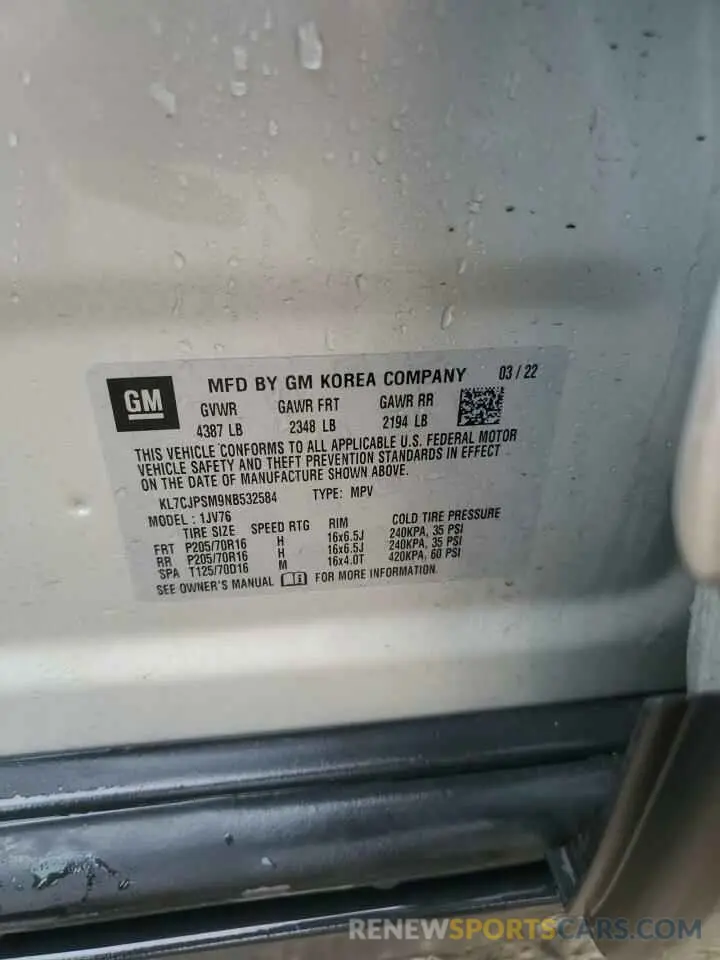 GM
MFD BY GM KOREA COMPANY 03 / 22
GVWR GAWR FRT GAWR RR
4387 LB 2348 LB 2194 LB
THIS VEHICLE CONFORMS TO ALL APPLICABLE U.S. FEDERAL MOTOR
VEHICLE SAFETY AND THEFT PREVENTION STANDARDS IN EFFECT
ON THE DATE OF MANUFACTURE SHOWN ABOVE.
KL7CJPSM9NB532584 TYPE: MPV
MODEL: 1JV76
TIRE SIZE SPEED RTG RIM COLD TIRE PRESSURE
FRT P205/70R16 H 16x6.5J 240KPA, 35 PSI
RR P205/70R16 H 16x6.5J 240KPA, 35 PSI
SPA T125/70D16 M 16x4.0T 420KPA, 60 PSI
SEE OWNER'S MANUAL FOR MORE INFORMATION.
RENEWSPORTSCARS.COM